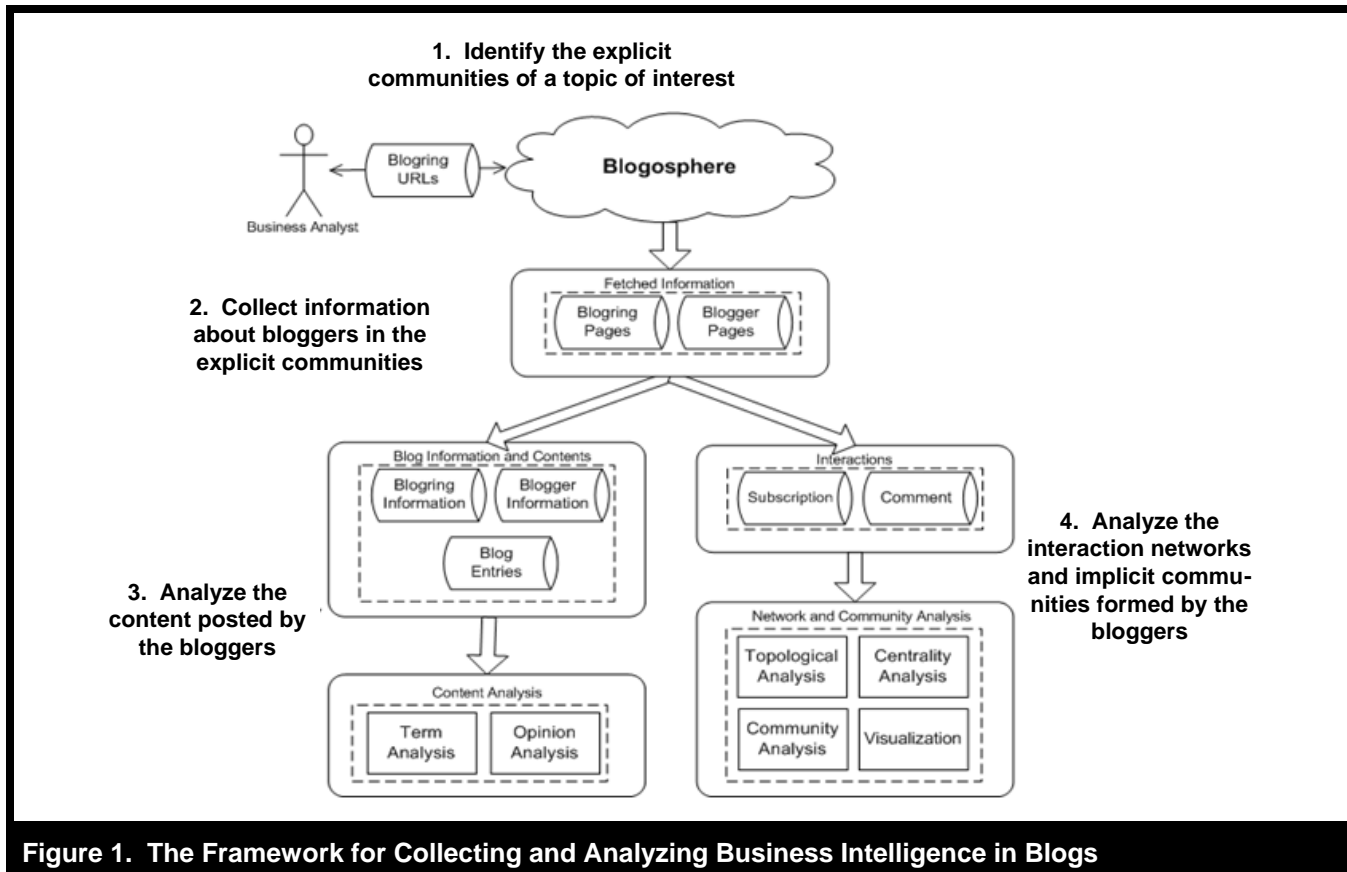 1. Identify the explicit
communities of a topic of interest
Blogring
URLs
Blogosphere
Business Analyst
2. Collect information
about bloggers in the
explicit communities
Fetched Information
Blogring
Pages
Blogger
Pages
Blog Information and Contents
Blogring
Information
Blogger
Information
Blog
Entries
Interactions
Subscription
Comment
3. Analyze the
content posted by
the bloggers
4. Analyze the
interaction networks
and implicit commu-
nities formed by the
bloggers
Content Analysis
Term
Analysis
Opinion
Analysis
Network and Community Analysis
Topological
Analysis
Centrality
Analysis
Community
Analysis
Visualization
Figure 1. The Framework for Collecting and Analyzing Business Intelligence in Blogs